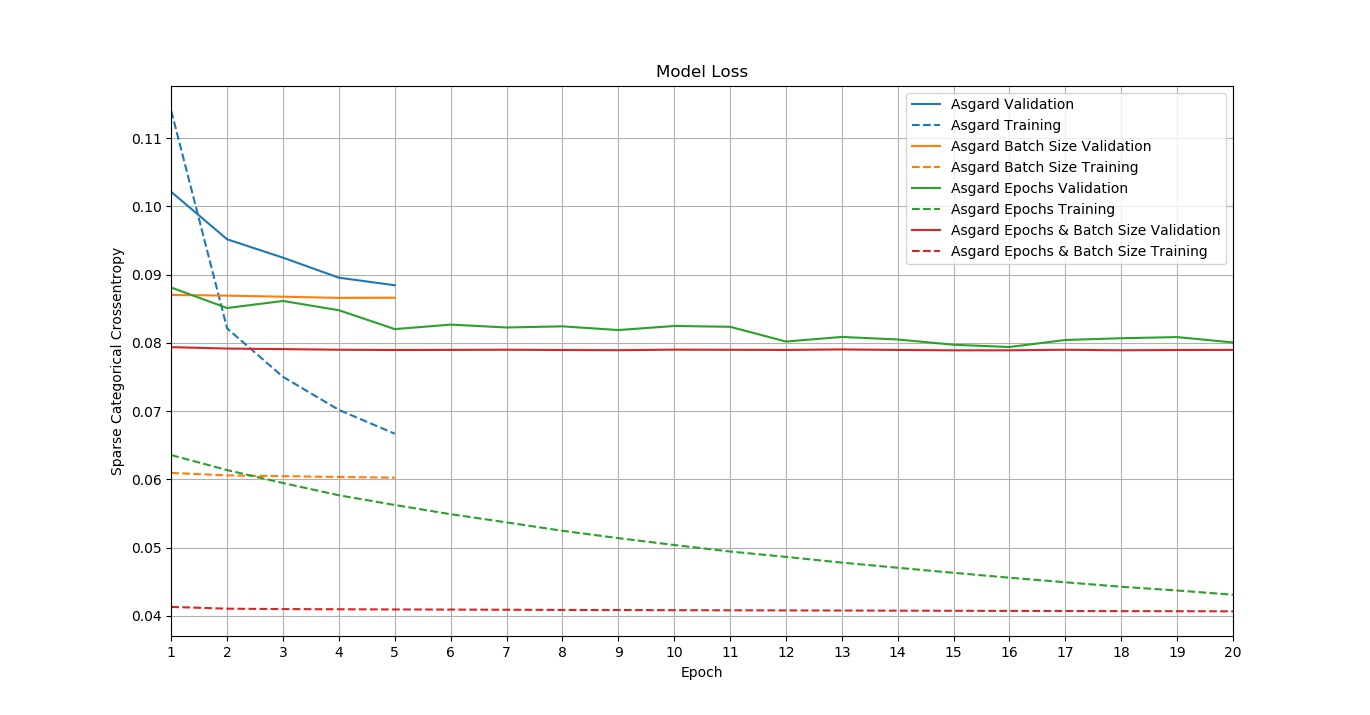 Model Loss
Asgard Validation
Asgard Training
Asgard Batch Size Validation
Asgard Batch Size Training
Asgard Epochs Validation
Asgard Epochs Training
Asgard Epochs & Batch Size Validation
Asgard Epochs & Batch Size Training
Sparse Categorical Crossentropy
0.11
0.10
0.09
0.08
0.07
0.06
0.05
0.04
1 2 3 4 5 6 7 8 9 10 11 12 13 14 15 16 17 18 19 20
Epoch